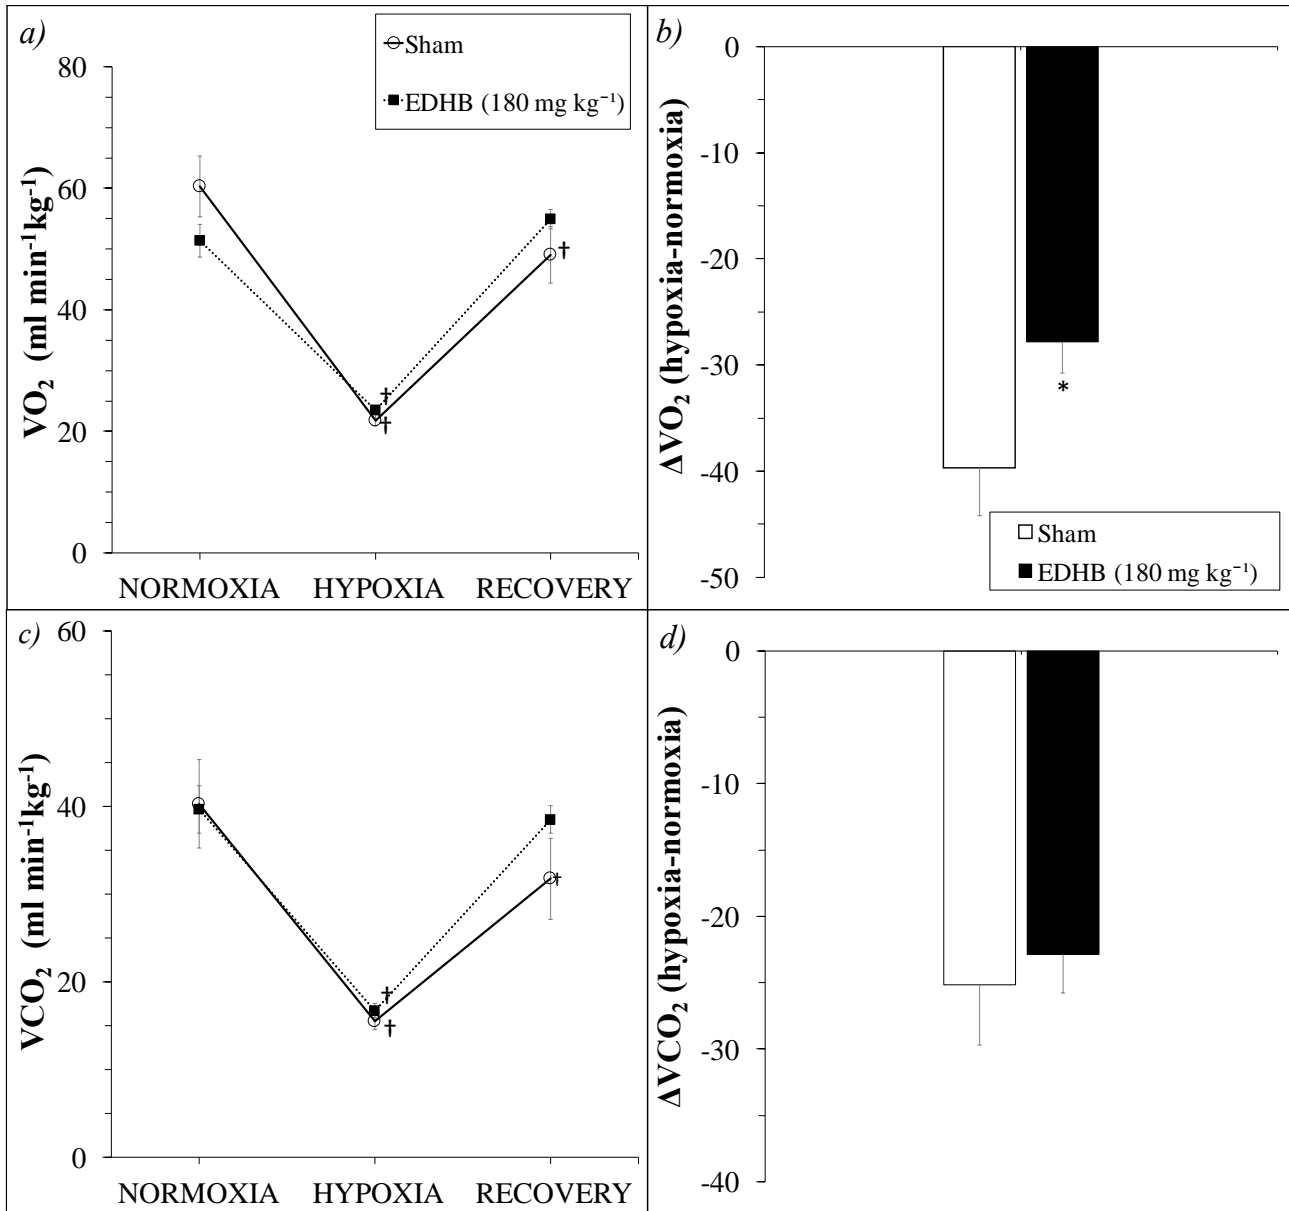 a)
Sham
EDHB (180 mg kg⁻¹)
80
60
40
20
0
VO₂ (ml min⁻¹kg⁻¹)
†
†
†
NORMOXIA HYPOXIA RECOVERY
b)
0
-10
-20
-30
-40
-50
ΔVO₂ (hypoxia-normoxia)
*
Sham
EDHB (180 mg kg⁻¹)
c)
60
40
20
0
VCO₂ (ml min⁻¹kg⁻¹)
†
†
†
NORMOXIA HYPOXIA RECOVERY
d)
0
-10
-20
-30
-40
ΔVCO₂ (hypoxia-normoxia)